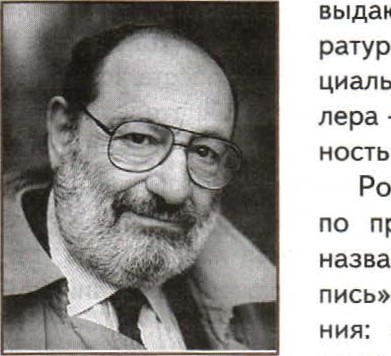 выдак
ратур
циаль
лера -
ность
Ро
по пр
назва
пись»
ния: